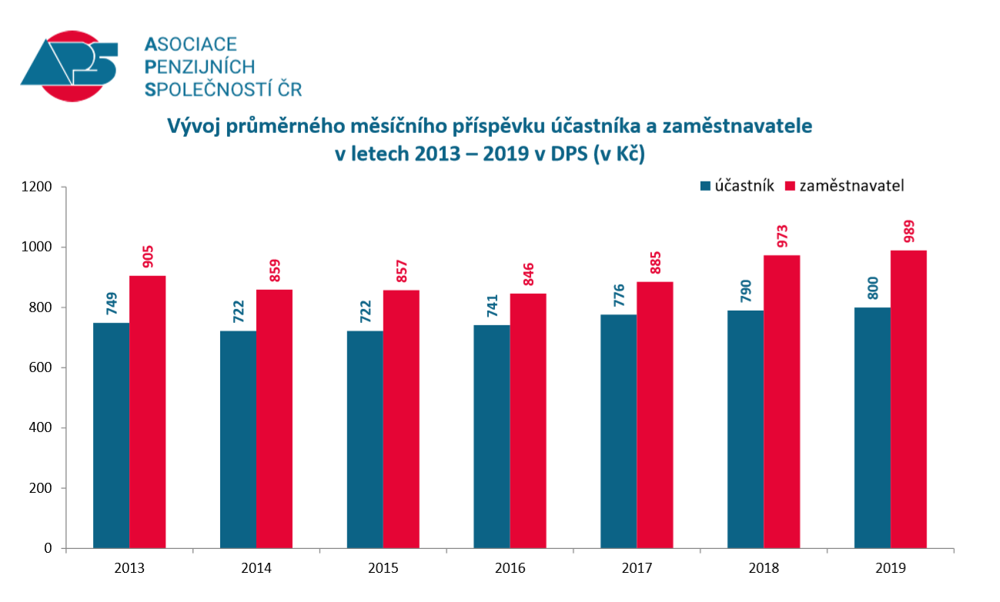 APS
ASOCIACE
PENZIJNÍCH
SPOLEČNOSTÍ ČR
Vývoj průměrného měsíčního příspěvku účastníka a zaměstnavatele
v letech 2013 – 2019 v DPS (v Kč)
účastník zaměstnavatel
1200
1000
800
600
400
200
0
749 905
722 859
722 857
741 846
776 885
790 973
800 989
2013 2014 2015 2016 2017 2018 2019